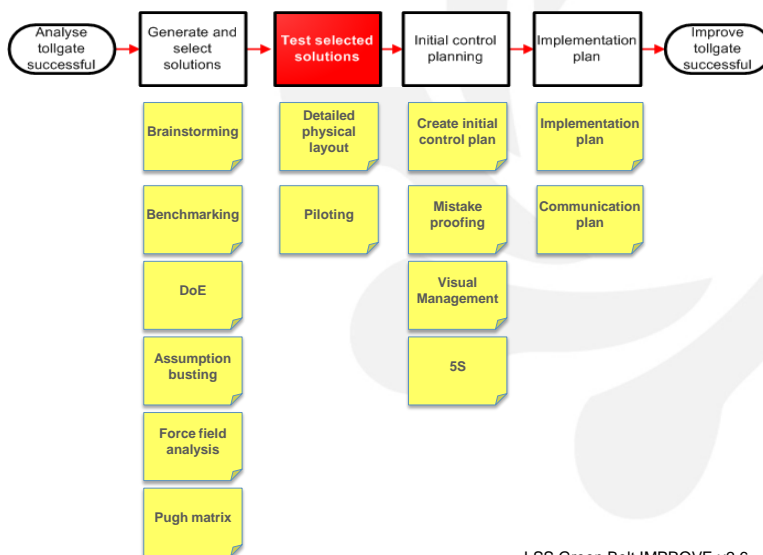 Analyse
tollgate
successful
Generate and
select
solutions
Test selected
solutions
Initial control
planning
Implementation
plan
Improve
tollgate
successful
Brainstorming
Benchmarking
DoE
Assumption
busting
Force field
analysis
Pugh matrix
Detailed
physical
layout
Piloting
Create initial
control plan
Mistake
proofing
Visual
Management
5S
Implementation
plan
Communication
plan